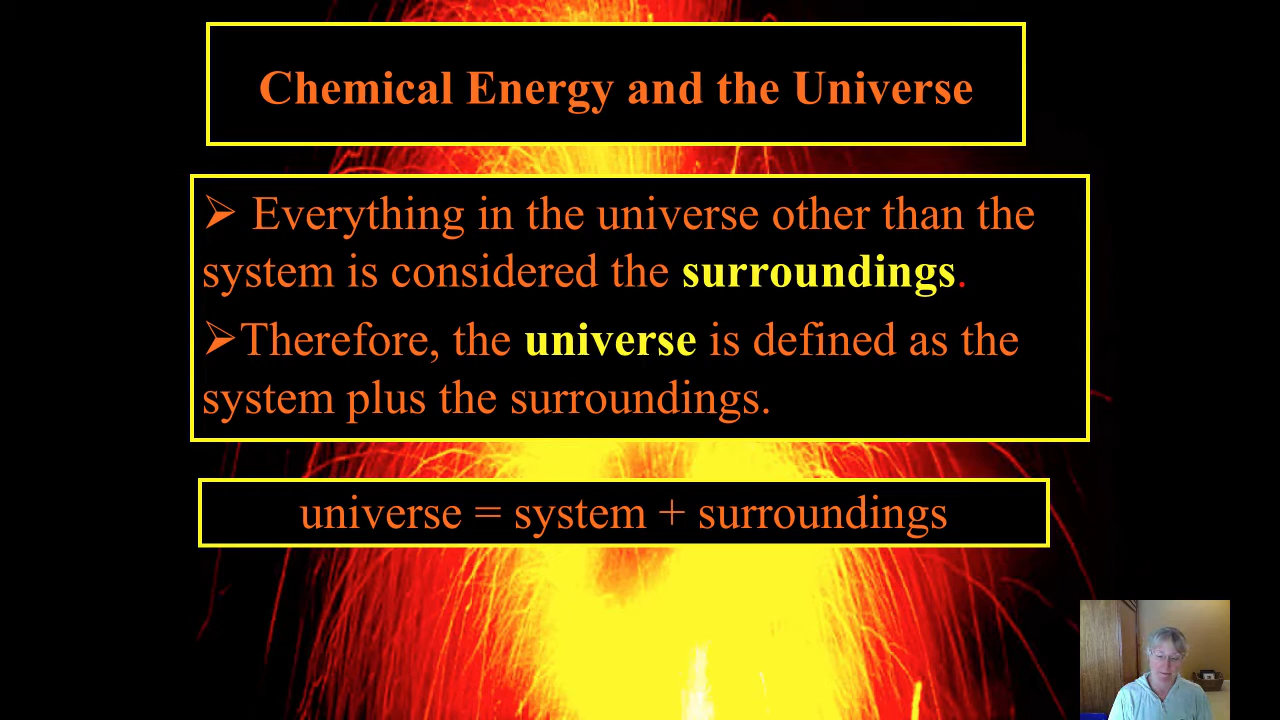 Chemical Energy and the Universe
➢ Everything in the universe other than the
system is considered the surroundings.
➢Therefore, the universe is defined as the
system plus the surroundings.
universe = system + surroundings